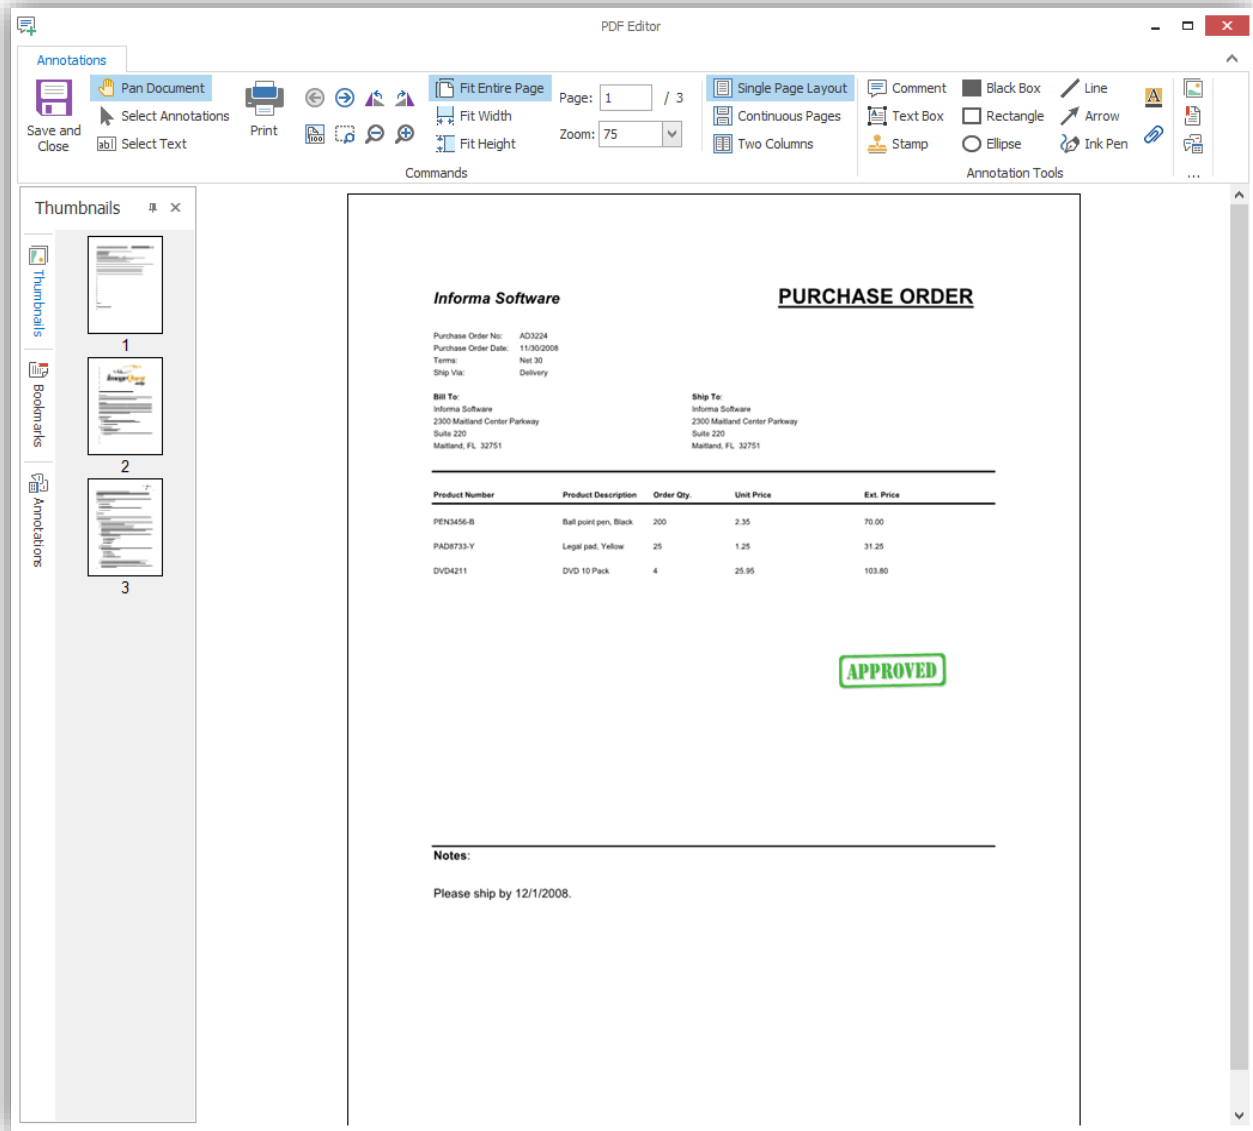 PDF Editor
Annotations
Save and Close
Pan Document
Select Annotations
Select Text
Print
Fit Entire Page
Fit Width
Fit Height
Page: 1 / 3
Zoom: 75
Single Page Layout
Continuous Pages
Two Columns
Comment
Text Box
Stamp
Black Box
Rectangle
Ellipse
Line
Arrow
Ink Pen
A
Commands
Annotation Tools
...
Thumbnails
Thumbnails
Bookmarks
Annotations
1
2
3
Informa Software PURCHASE ORDER
Purchase Order No: AD3224
Purchase Order Date: 11/30/2008
Terms: Net 30
Ship Via: Delivery
Bill To:
Informa Software
2300 Maitland Center Parkway
Suite 220
Maitland, FL 32751
Ship To:
Informa Software
2300 Maitland Center Parkway
Suite 220
Maitland, FL 32751
Product Number Product Description Order Qty. Unit Price Ext. Price
PEN3456-B Ball point pen, Black 200 2.35 70.00
PAD8733-Y Legal pad, Yellow 25 1.25 31.25
DVD4211 DVD 10 Pack 4 25.95 103.80
APPROVED
Notes:
Please ship by 12/1/2008.